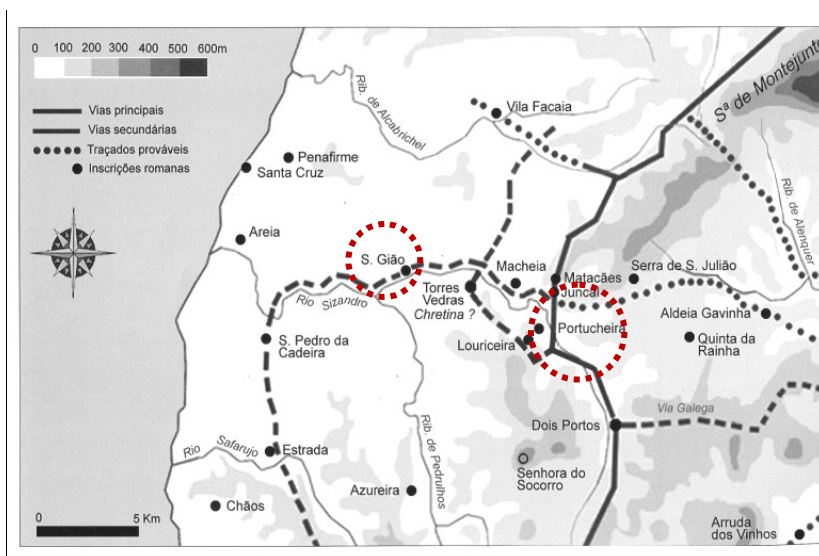 0 100 200 300 400 500 600m
Vias principais
Vias secundárias
Traçados prováveis
Inscrições romanas
Rib. de Alcabrichel
Vila Facaia
Sª de Montejunto
Penafirme
Santa Cruz
Rib. de Alenquer
Areia
S. Gião
Macheia
Matacães
Juncal
Serra de S. Julião
Torres
Vedras
Chretina ?
Rio Sizandro
Portucheira
Aldeia Gavinha
Louriceira
Quinta da
Rainha
S. Pedro da
Cadeira
Via Galega
Dois Portos
Rib. de Pedrulhos
Rio Safarujo
Estrada
Senhora do
Socorro
Azureira
Chãos
0 5 Km
Arruda
dos Vinhos